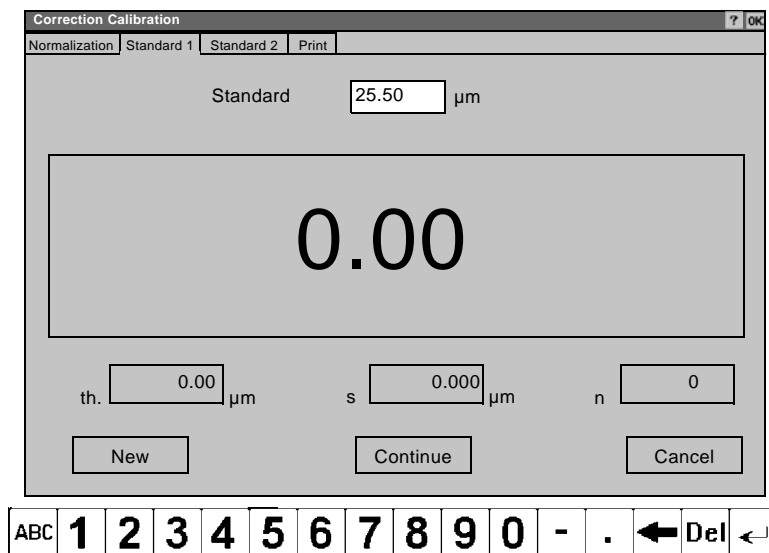 Correction Calibration ? OK
Normalization Standard 1 Standard 2 Print
Standard 25.50 µm
0.00
th. 0.00 µm s 0.000 µm n 0
New Continue Cancel
ABC 1 2 3 4 5 6 7 8 9 0 - . Del